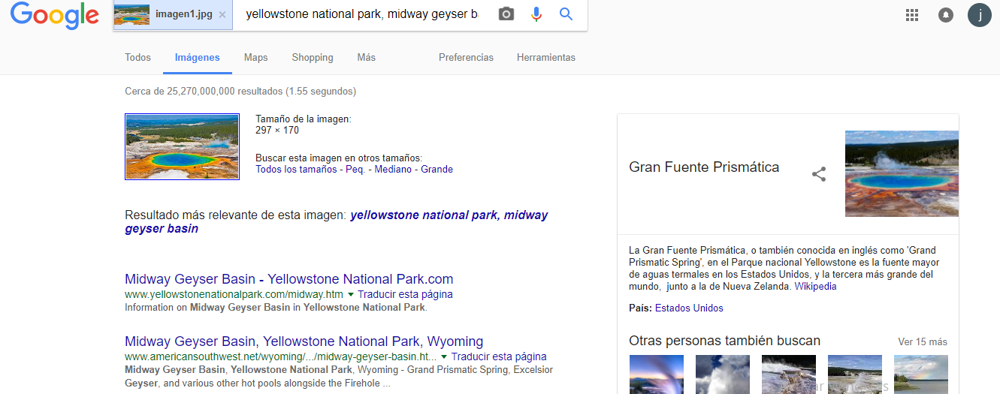 Google
imagen1.jpg ×
yellowstone national park, midway geyser b
j
Todos Imágenes Maps Shopping Más Preferencias Herramientas
Cerca de 25,270,000,000 resultados (1.55 segundos)
Tamaño de la imagen:
297 × 170
Buscar esta imagen en otros tamaños:
Todos los tamaños - Peq. - Mediano - Grande
Resultado más relevante de esta imagen: yellowstone national park, midway
geyser basin
Midway Geyser Basin - Yellowstone National Park.com
www.yellowstonenationalpark.com/midway.htm ▼ Traducir esta página
Information on Midway Geyser Basin in Yellowstone National Park.
Midway Geyser Basin, Yellowstone National Park, Wyoming
www.americansouthwest.net/wyoming/.../midway-geyser-basin.ht... ▼ Traducir esta página
Midway Geyser Basin, Yellowstone National Park, Wyoming - Grand Prismatic Spring, Excelsior
Geyser, and various other hot pools alongside the Firehole ...
Gran Fuente Prismática
La Gran Fuente Prismática, o también conocida en inglés como 'Grand
Prismatic Spring', en el Parque nacional Yellowstone es la fuente mayor
de aguas termales en los Estados Unidos, y la tercera más grande del
mundo, junto a la de Nueva Zelanda. Wikipedia
País: Estados Unidos
Otras personas también buscan
Ver 15 más